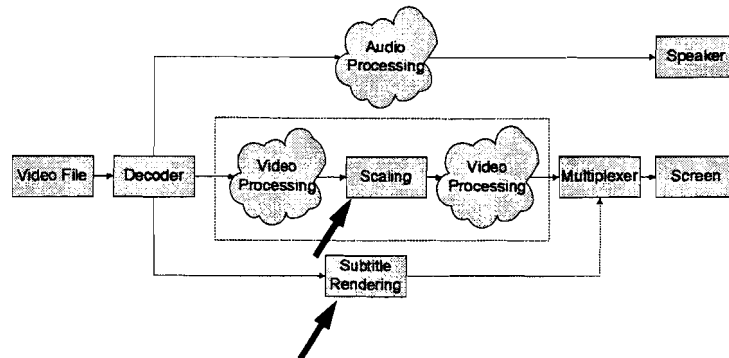 Audio
Processing
Speaker
Video File
Decoder
Video
Processing
Scaling
Video
Processing
Multiplexer
Screen
Subtitle
Rendering